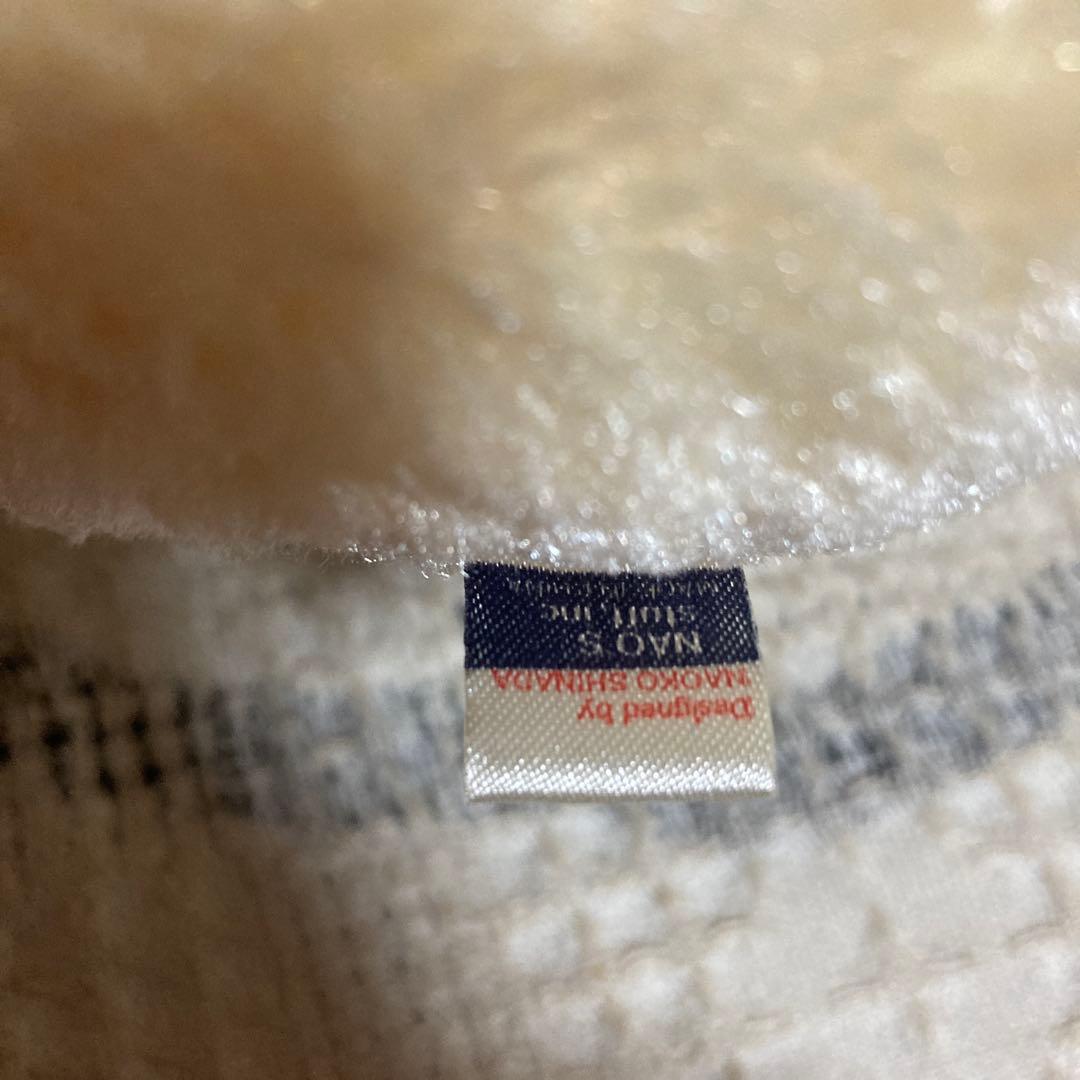 Designed by
NAOKO SHINADA
NAO'S
Stuff, inc